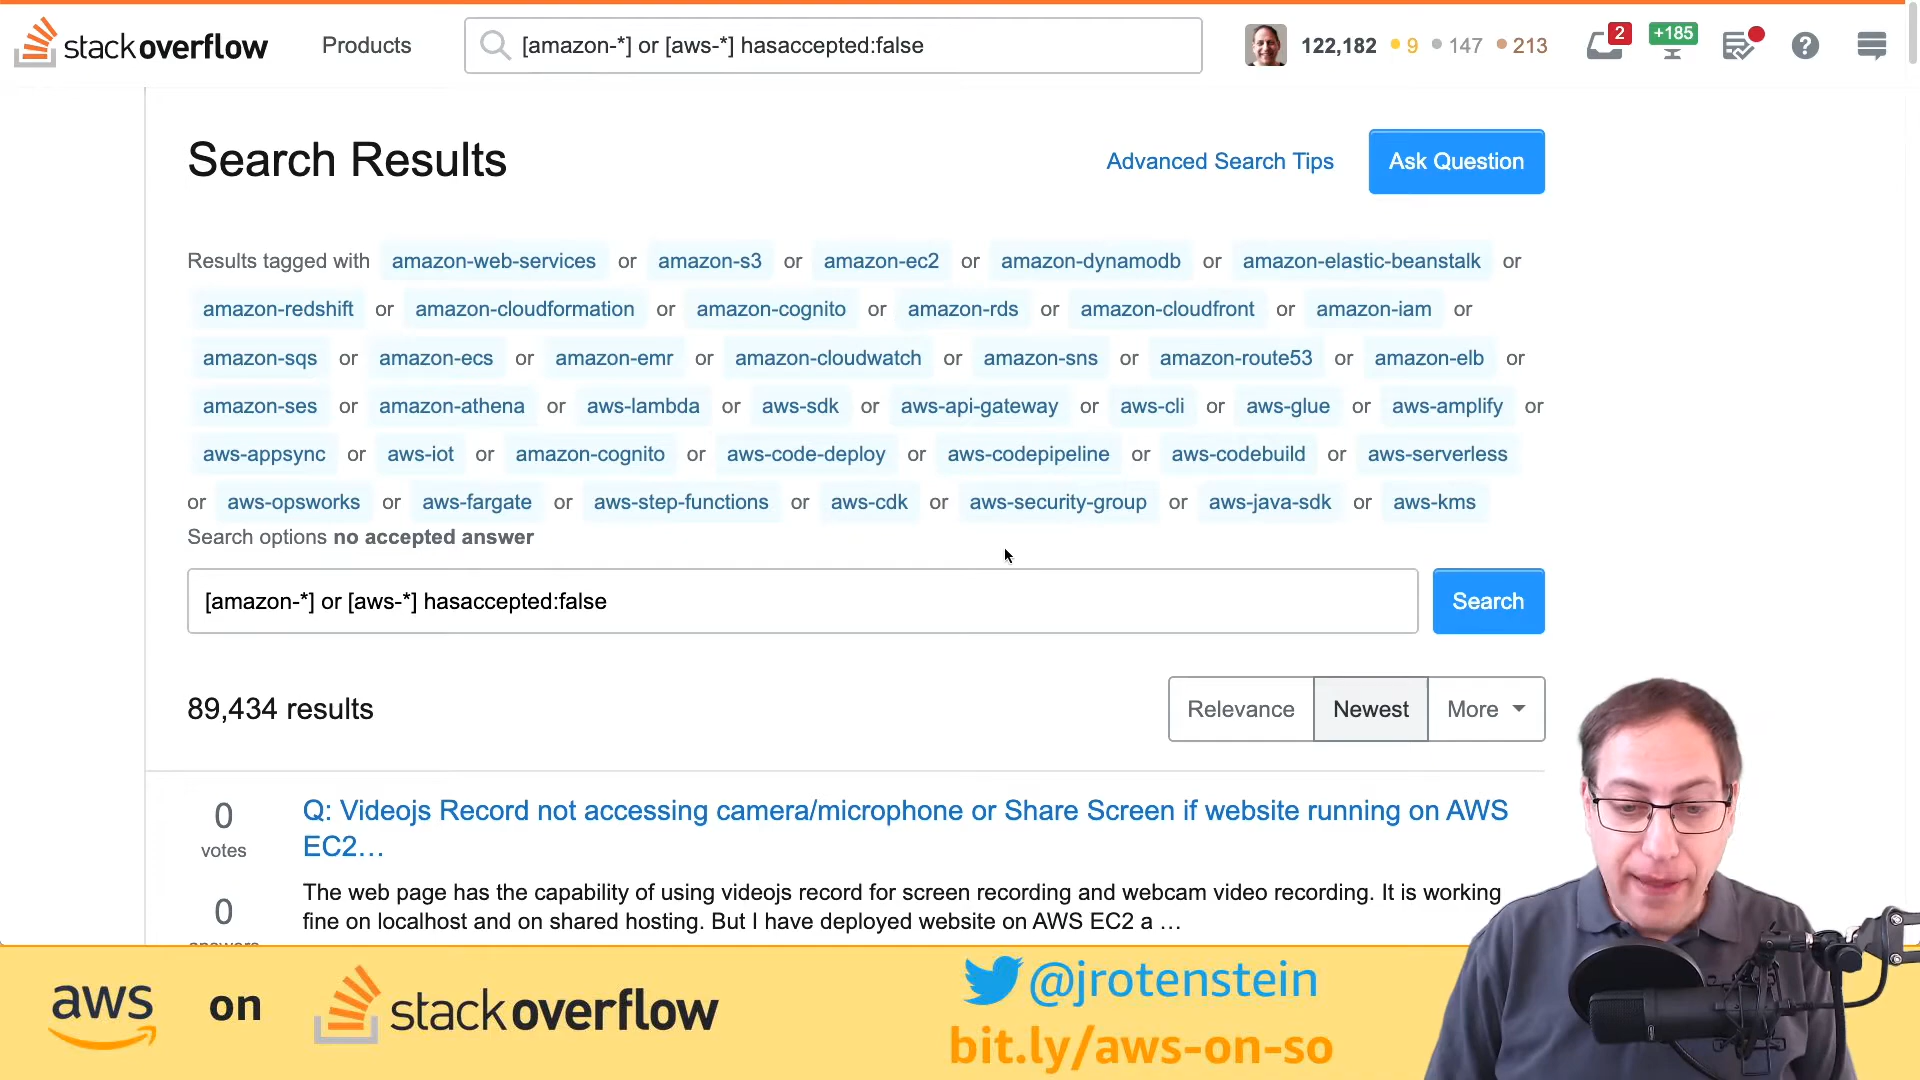 stackoverflow Products [amazon-*] or [aws-*] hasaccepted:false 122,182 9 147 213 2 +185 ?
Search Results Advanced Search Tips Ask Question
Results tagged with amazon-web-services or amazon-s3 or amazon-ec2 or amazon-dynamodb or amazon-elastic-beanstalk or
amazon-redshift or amazon-cloudformation or amazon-cognito or amazon-rds or amazon-cloudfront or amazon-iam or
amazon-sqs or amazon-ecs or amazon-emr or amazon-cloudwatch or amazon-sns or amazon-route53 or amazon-elb or
amazon-ses or amazon-athena or aws-lambda or aws-sdk or aws-api-gateway or aws-cli or aws-glue or aws-amplify or
aws-appsync or aws-iot or amazon-cognito or aws-code-deploy or aws-codepipeline or aws-codebuild or aws-serverless
or aws-opsworks or aws-fargate or aws-step-functions or aws-cdk or aws-security-group or aws-java-sdk or aws-kms
Search options no accepted answer
[amazon-*] or [aws-*] hasaccepted:false Search
89,434 results Relevance Newest More
0
votes
Q: Videojs Record not accessing camera/microphone or Share Screen if website running on AWS
EC2…
0
answers
The web page has the capability of using videojs record for screen recording and webcam video recording. It is working
fine on localhost and on shared hosting. But I have deployed website on AWS EC2 a …
aws on stackoverflow
@jrotenstein
bit.ly/aws-on-so